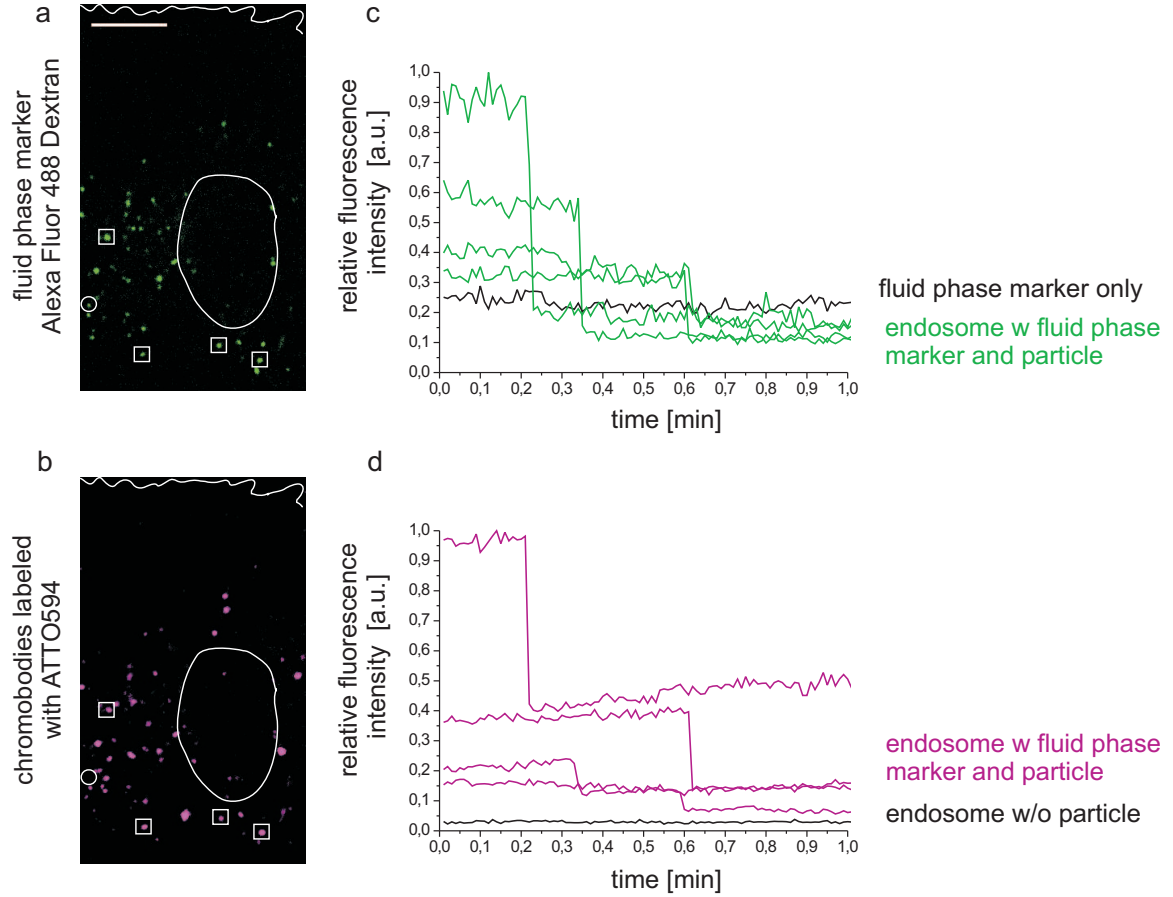 a
fluid phase marker
Alexa Fluor 488 Dextran
c
relative fluorescence
intensity [a.u.]
1,0
0,9
0,8
0,7
0,6
0,5
0,4
0,3
0,2
0,1
0,0
0,0 0,1 0,2 0,3 0,4 0,5 0,6 0,7 0,8 0,9 1,0
time [min]
fluid phase marker only
endosome w fluid phase
marker and particle
b
chromobodies labeled
with ATTO594
d
relative fluorescence
intensity [a.u.]
1,0
0,9
0,8
0,7
0,6
0,5
0,4
0,3
0,2
0,1
0,0
0,0 0,1 0,2 0,3 0,4 0,5 0,6 0,7 0,8 0,9 1,0
time [min]
endosome w fluid phase
marker and particle
endosome w/o particle